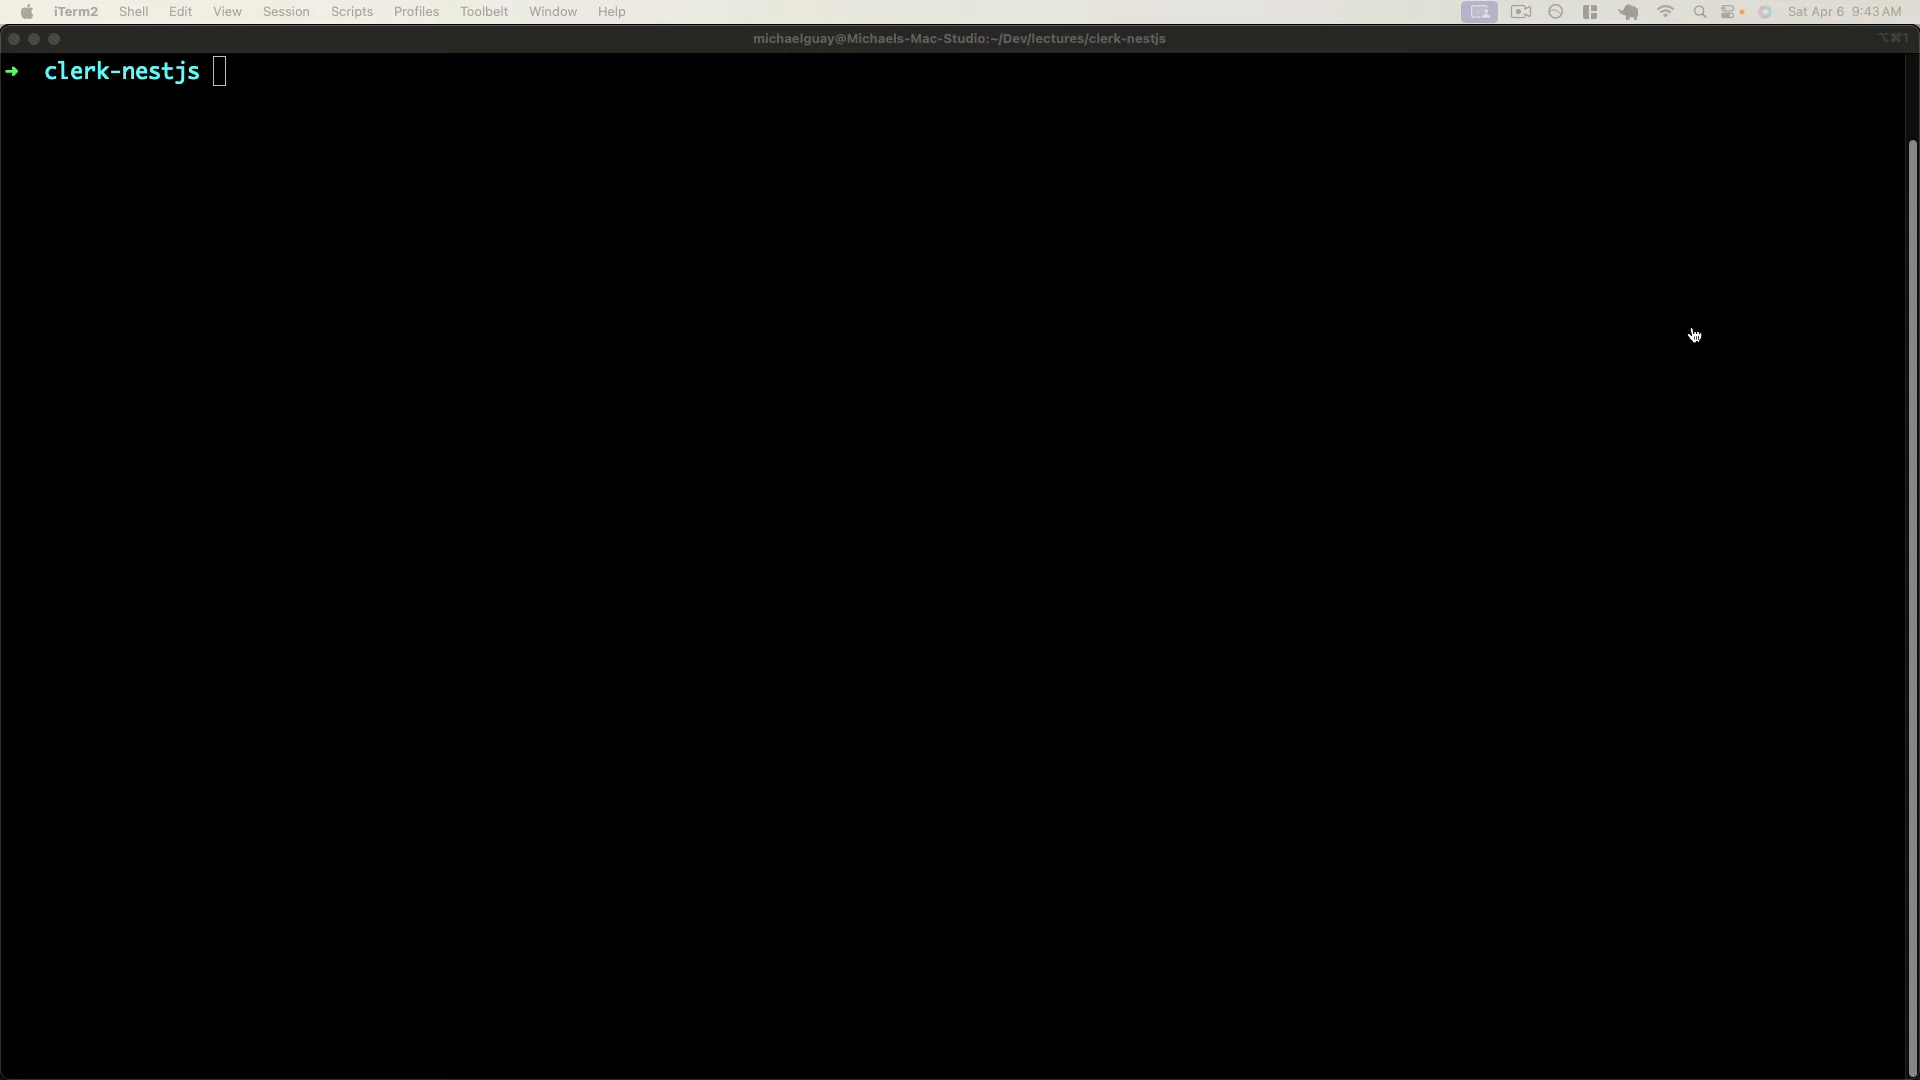 iTerm2 Shell Edit View Session Scripts Profiles Toolbelt Window Help Sat Apr 6 9:43 AM
michaelguay@Michaels-Mac-Studio:~/Dev/lectures/clerk-nestjs ⌥⌘1
➜ clerk-nestjs